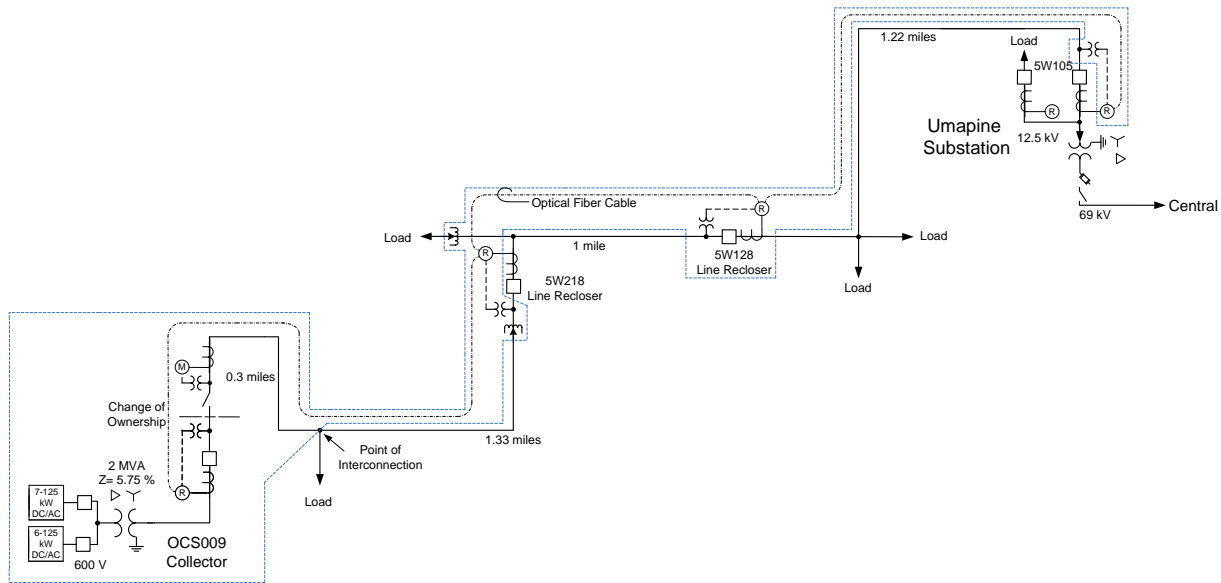 1.22 miles
Load
5W105
R
R
Umapine
Substation
12.5 kV
69 kV
Central
Optical Fiber Cable
R
Load
1 mile
Load
R
5W128
Line Recloser
5W218
Line Recloser
Load
M
0.3 miles
Change of
Ownership
1.33 miles
Point of
Interconnection
2 MVA
Z= 5.75 %
R
Load
7-125
kW
DC/AC
6-125
kW
DC/AC
600 V
OCS009
Collector